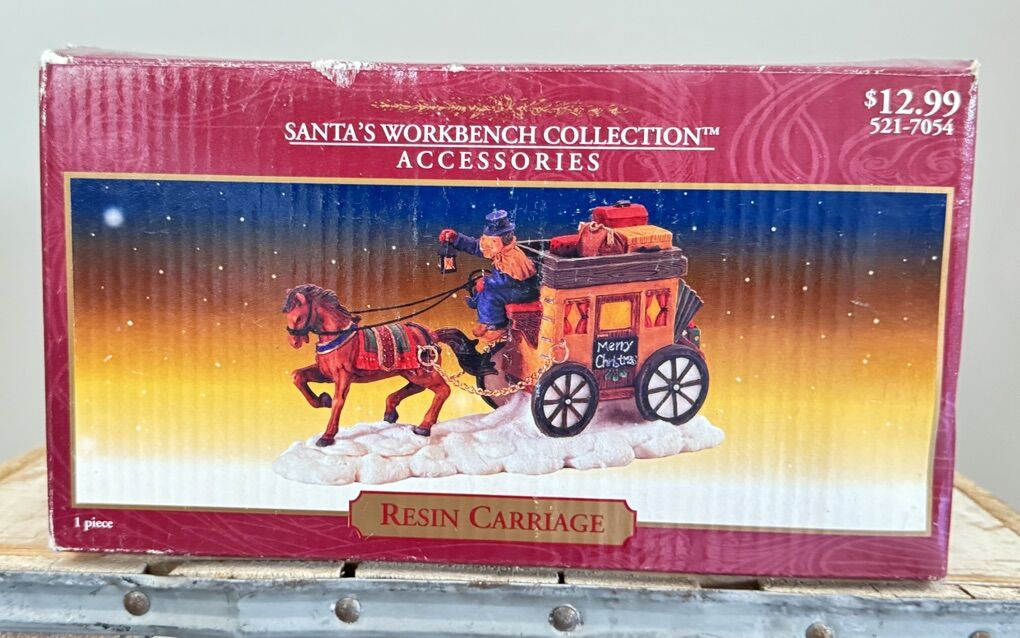 $12.99
521-7054
SANTA'S WORKBENCH COLLECTION™
ACCESSORIES
Merry
Christmas
RESIN CARRIAGE
1 piece